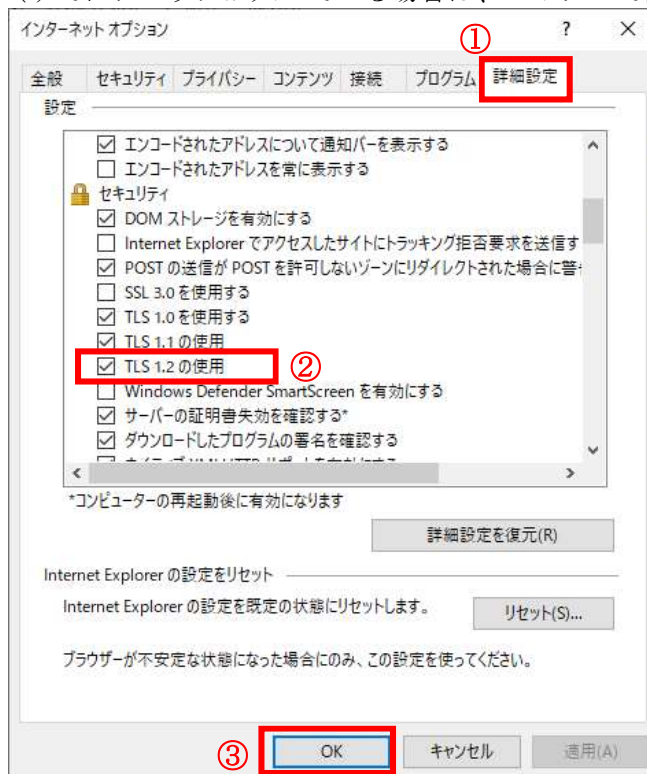 インターネット オプション
①
?
×
全般
セキュリティ
プライバシー
コンテンツ
接続
プログラム
詳細設定
設定
エンコードされたアドレスについて通知バーを表示する
エンコードされたアドレスを常に表示する
セキュリティ
DOM ストレージを有効にする
Internet Explorer でアクセスしたサイトにトラッキング拒否要求を送信す
POST の送信が POST を許可しないゾーンにリダイレクトされた場合に警
SSL 3.0 を使用する
TLS 1.0 を使用する
TLS 1.1 の使用
TLS 1.2 の使用
②
Windows Defender SmartScreen を有効にする
サーバーの証明書失効を確認する*
ダウンロードしたプログラムの署名を確認する
*コンピューターの再起動後に有効になります
詳細設定を復元(R)
Internet Explorer の設定をリセット
Internet Explorer の設定を既定の状態にリセットします。
リセット(S)...
ブラウザーが不安定な状態になった場合にのみ、この設定を使ってください。
③
OK
キャンセル
適用(A)